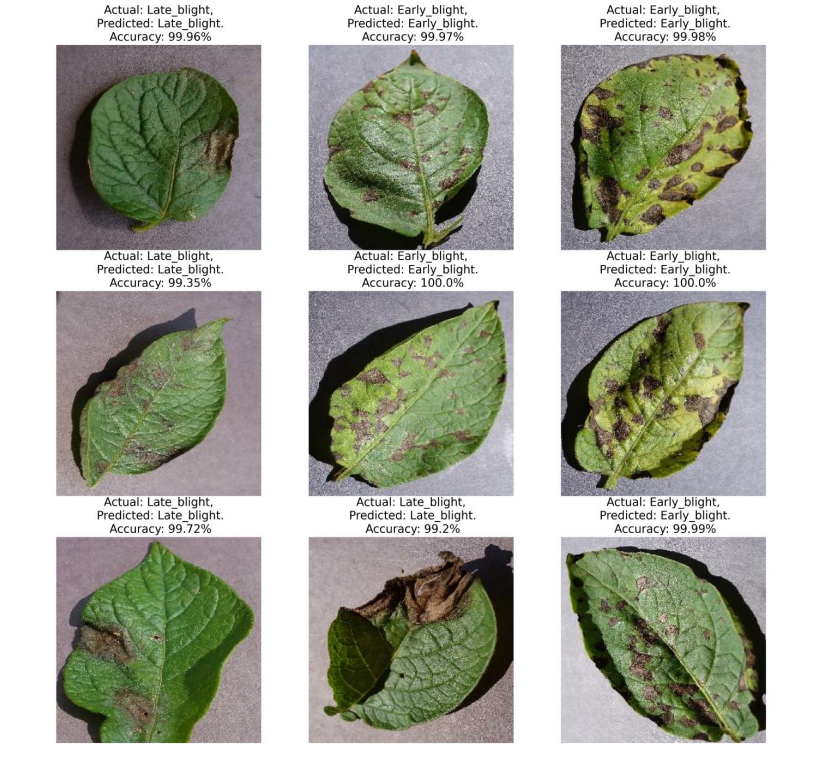 Actual: Late_blight,
Predicted: Late_blight.
Accuracy: 99.96%
Actual: Early_blight,
Predicted: Early_blight.
Accuracy: 99.97%
Actual: Early_blight,
Predicted: Early_blight.
Accuracy: 99.98%
Actual: Late_blight,
Predicted: Late_blight.
Accuracy: 99.35%
Actual: Early_blight,
Predicted: Early_blight.
Accuracy: 100.0%
Actual: Early_blight,
Predicted: Early_blight.
Accuracy: 100.0%
Actual: Late_blight,
Predicted: Late_blight.
Accuracy: 99.72%
Actual: Late_blight,
Predicted: Late_blight.
Accuracy: 99.2%
Actual: Early_blight,
Predicted: Early_blight.
Accuracy: 99.99%